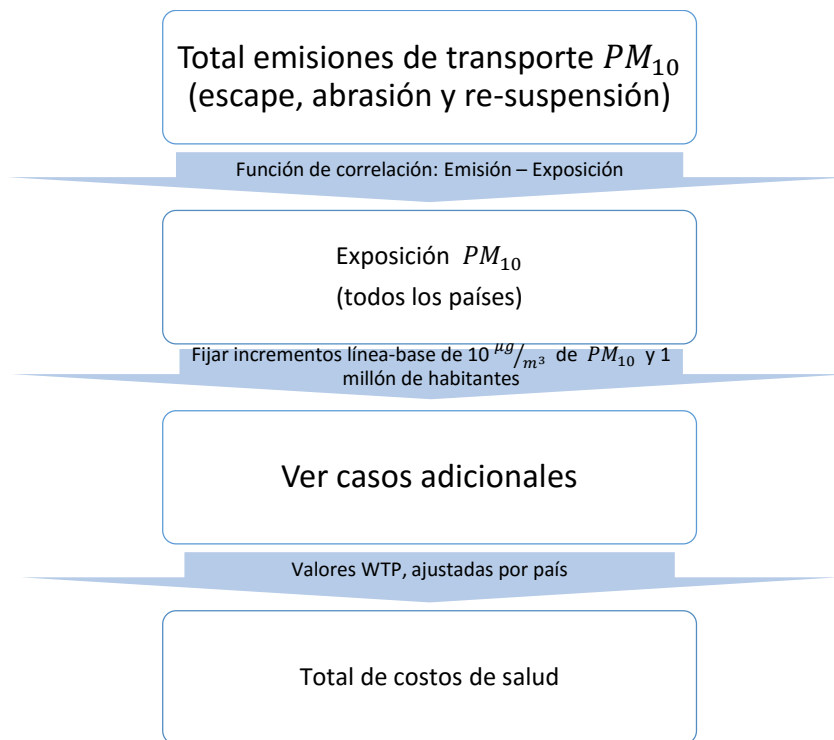 Total emisiones de transporte PM₁₀
(escape, abrasión y re-suspensión)
Función de correlación: Emisión – Exposición
Exposición PM₁₀
(todos los países)
Fijar incrementos línea-base de 10 μg/m³ de PM₁₀ y 1
millón de habitantes
Ver casos adicionales
Valores WTP, ajustadas por país
Total de costos de salud